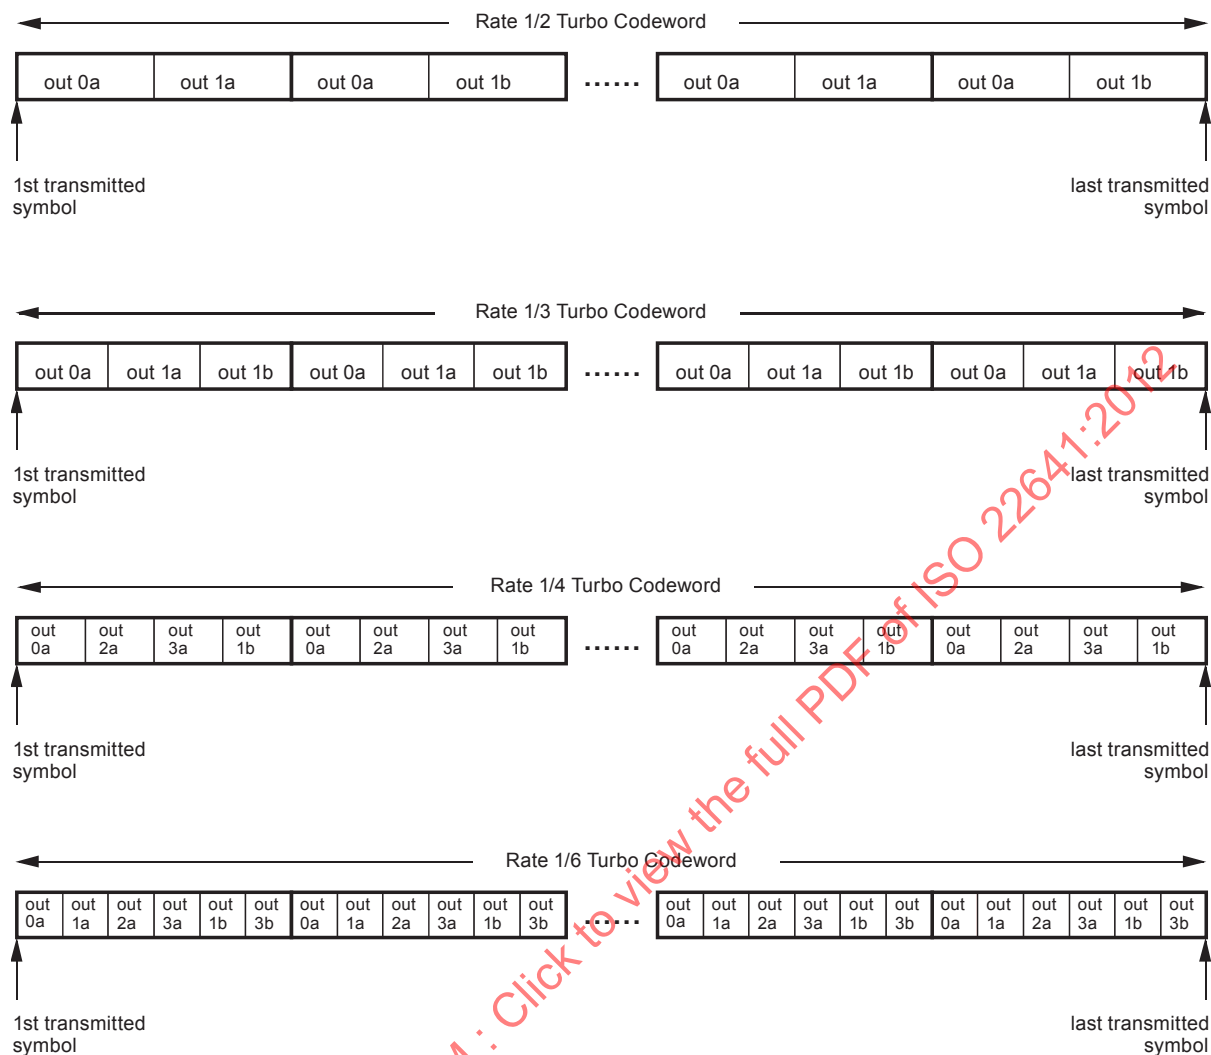 Rate 1/2 Turbo Codeword
out 0a out 1a out 0a out 1b ...... out 0a out 1a out 0a out 1b
1st transmitted
symbol
last transmitted
symbol
Rate 1/3 Turbo Codeword
out 0a out 1a out 1b out 0a out 1a out 1b ...... out 0a out 1a out 1b out 0a out 1a out 1b
1st transmitted
symbol
last transmitted
symbol
Rate 1/4 Turbo Codeword
out out out out out out out out ...... out out out out out out out out
0a 2a 3a 1b 0a 2a 3a 1b 0a 2a 3a 1b 0a 2a 3a 1b
1st transmitted
symbol
last transmitted
symbol
Rate 1/6 Turbo Codeword
out out out out out out out out out out out out ...... out out out out out out out out out out out out
0a 1a 2a 3a 1b 3b 0a 1a 2a 3a 1b 3b 0a 1a 2a 3a 1b 3b 0a 1a 2a 3a 1b 3b
1st transmitted
symbol
last transmitted
symbol
: Click to view the full PDF of ISO 22641:2012